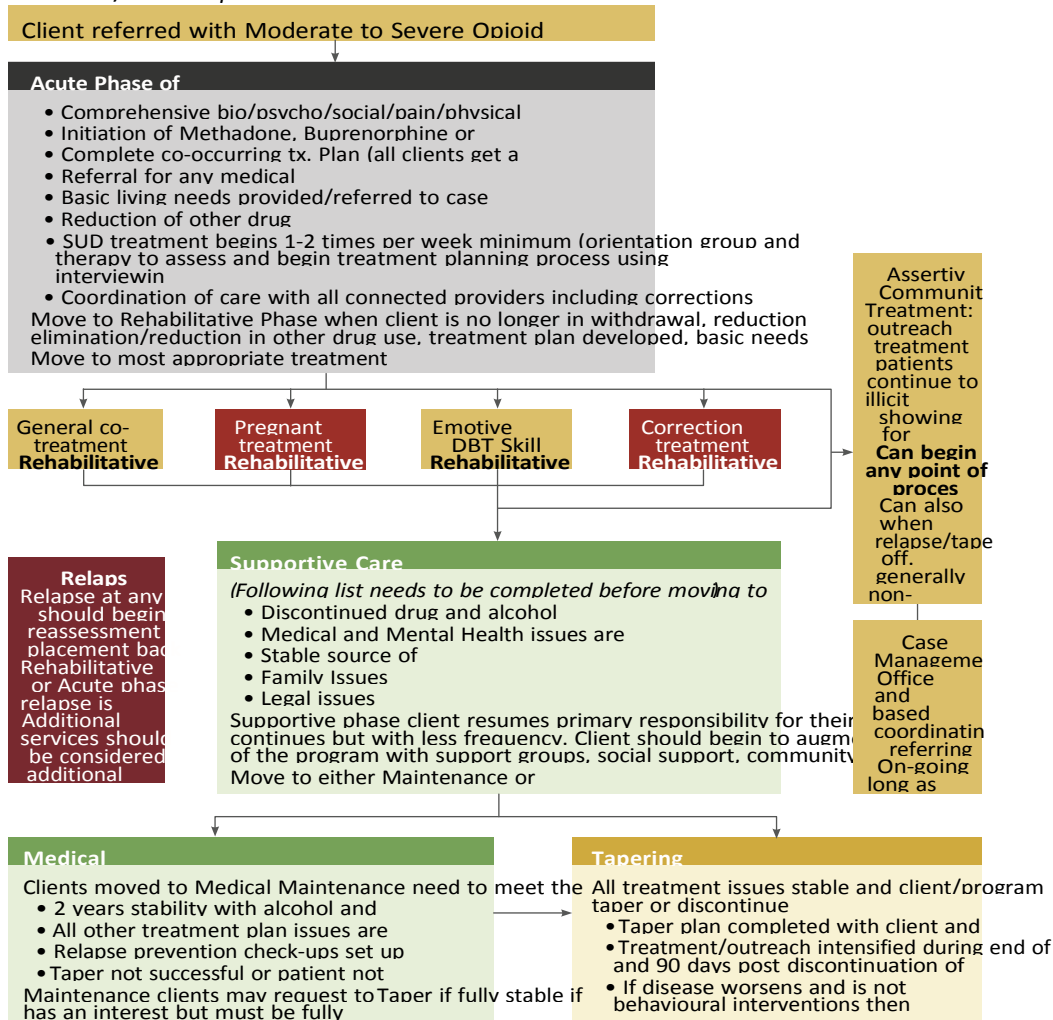 Client referred with Moderate to Severe Opioid
Acute Phase of
• Comprehensive bio/psycho/social/pain/physical
• Initiation of Methadone, Buprenorphine or
• Complete co-occurring tx. Plan (all clients get a
• Referral for any medical
• Basic living needs provided/referred to case
• Reduction of other drug
• SUD treatment begins 1-2 times per week minimum (orientation group and
therapy to assess and begin treatment planning process using
interviewin
• Coordination of care with all connected providers including corrections
Move to Rehabilitative Phase when client is no longer in withdrawal, reduction
elimination/reduction in other drug use, treatment plan developed, basic needs
Move to most appropriate treatment
General co-
treatment
Rehabilitative
Pregnant
treatment
Rehabilitative
Emotive
DBT Skill
Rehabilitative
Correction
treatment
Rehabilitative
Assertiv
Communit
Treatment:
outreach
treatment
patients
continue to
illicit
showing
for
Can begin
any point of
proces
Can also
when
relapse/tape
off.
generally
non-
Relaps
Relapse at any
should begin
reassessment
placement bac
Rehabilitative
or Acute phas
relapse is
Additional
services should
be considered
additional
Supportive Care
(Following list needs to be completed before moving to )
• Discontinued drug and alcohol
• Medical and Mental Health issues are
• Stable source of
• Family Issues
• Legal issues
Supportive phase client resumes primary responsibility for their
continues but with less frequency. Client should begin to augme
of the program with support groups, social support, community
Move to either Maintenance or
Case
Manageme
Office
and
based
coordinatin
referring
On-going
long as
Medical
Clients moved to Medical Maintenance need to meet the
• 2 years stability with alcohol and
• All other treatment plan issues are
• Relapse prevention check-ups set up
• Taper not successful or patient not
Maintenance clients may request to Taper if fully stable if
has an interest but must be fully
Tapering
All treatment issues stable and client/program
taper or discontinue
• Taper plan completed with client and
• Treatment/outreach intensified during end of
and 90 days post discontinuation of
• If disease worsens and is not
behavioural interventions then